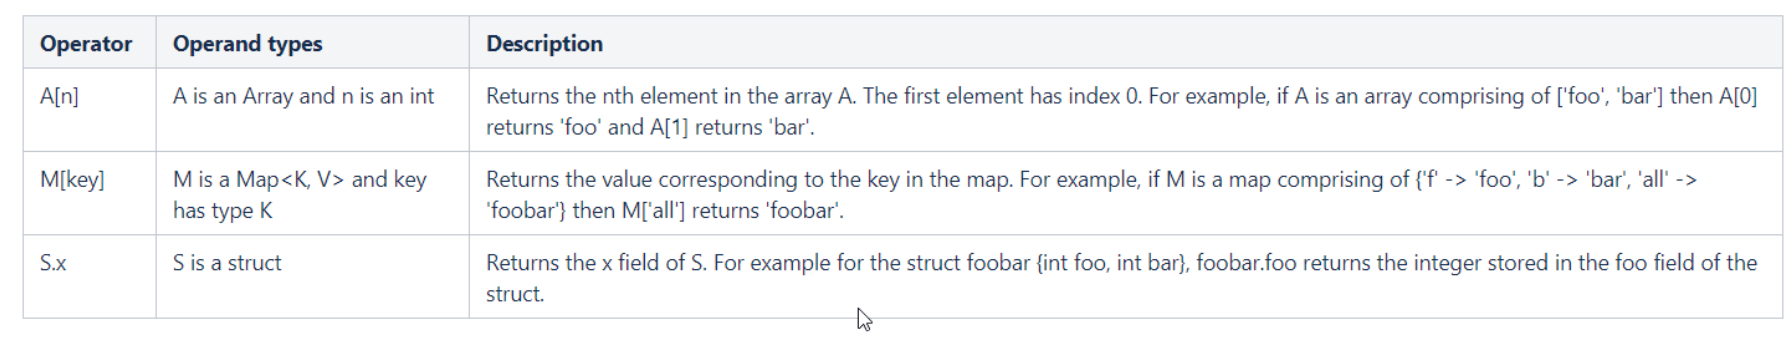 Operator Operand types Description
A[n] A is an Array and n is an int Returns the nth element in the array A. The first element has index 0. For example, if A is an array comprising of ['foo', 'bar'] then A[0]
returns 'foo' and A[1] returns 'bar'.
M[key] M is a Map<K, V> and key Returns the value corresponding to the key in the map. For example, if M is a map comprising of {'f' -> 'foo', 'b' -> 'bar', 'all' ->
has type K 'foobar'} then M['all'] returns 'foobar'.
S.x S is a struct Returns the x field of S. For example for the struct foobar {int foo, int bar}, foobar.foo returns the integer stored in the foo field of the
struct.